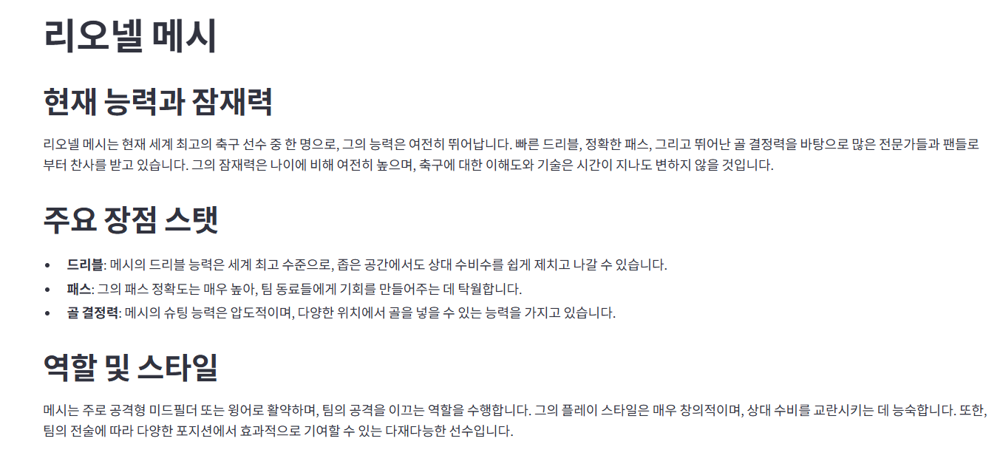 리오넬 메시
현재 능력과 잠재력
리오넬 메시는 현재 세계 최고의 축구 선수 중 한 명으로, 그의 능력은 여전히 뛰어납니다. 빠른 드리블, 정확한 패스, 그리고 뛰어난 골 결정력을 바탕으로 많은 전문가들과 팬들로
부터 찬사를 받고 있습니다. 그의 잠재력은 나이에 비해 여전히 높으며, 축구에 대한 이해도와 기술은 시간이 지나도 변하지 않을 것입니다.
주요 장점 스탯
• 드리블: 메시의 드리블 능력은 세계 최고 수준으로, 좁은 공간에서도 상대 수비수를 쉽게 제치고 나갈 수 있습니다.
• 패스: 그의 패스 정확도는 매우 높아, 팀 동료들에게 기회를 만들어주는 데 탁월합니다.
• 골 결정력: 메시의 슈팅 능력은 압도적이며, 다양한 위치에서 골을 넣을 수 있는 능력을 가지고 있습니다.
역할 및 스타일
메시는 주로 공격형 미드필더 또는 윙어로 활약하며, 팀의 공격을 이끄는 역할을 수행합니다. 그의 플레이 스타일은 매우 창의적이며, 상대 수비를 교란시키는 데 능숙합니다. 또한,
팀의 전술에 따라 다양한 포지션에서 효과적으로 기여할 수 있는 다재다능한 선수입니다.